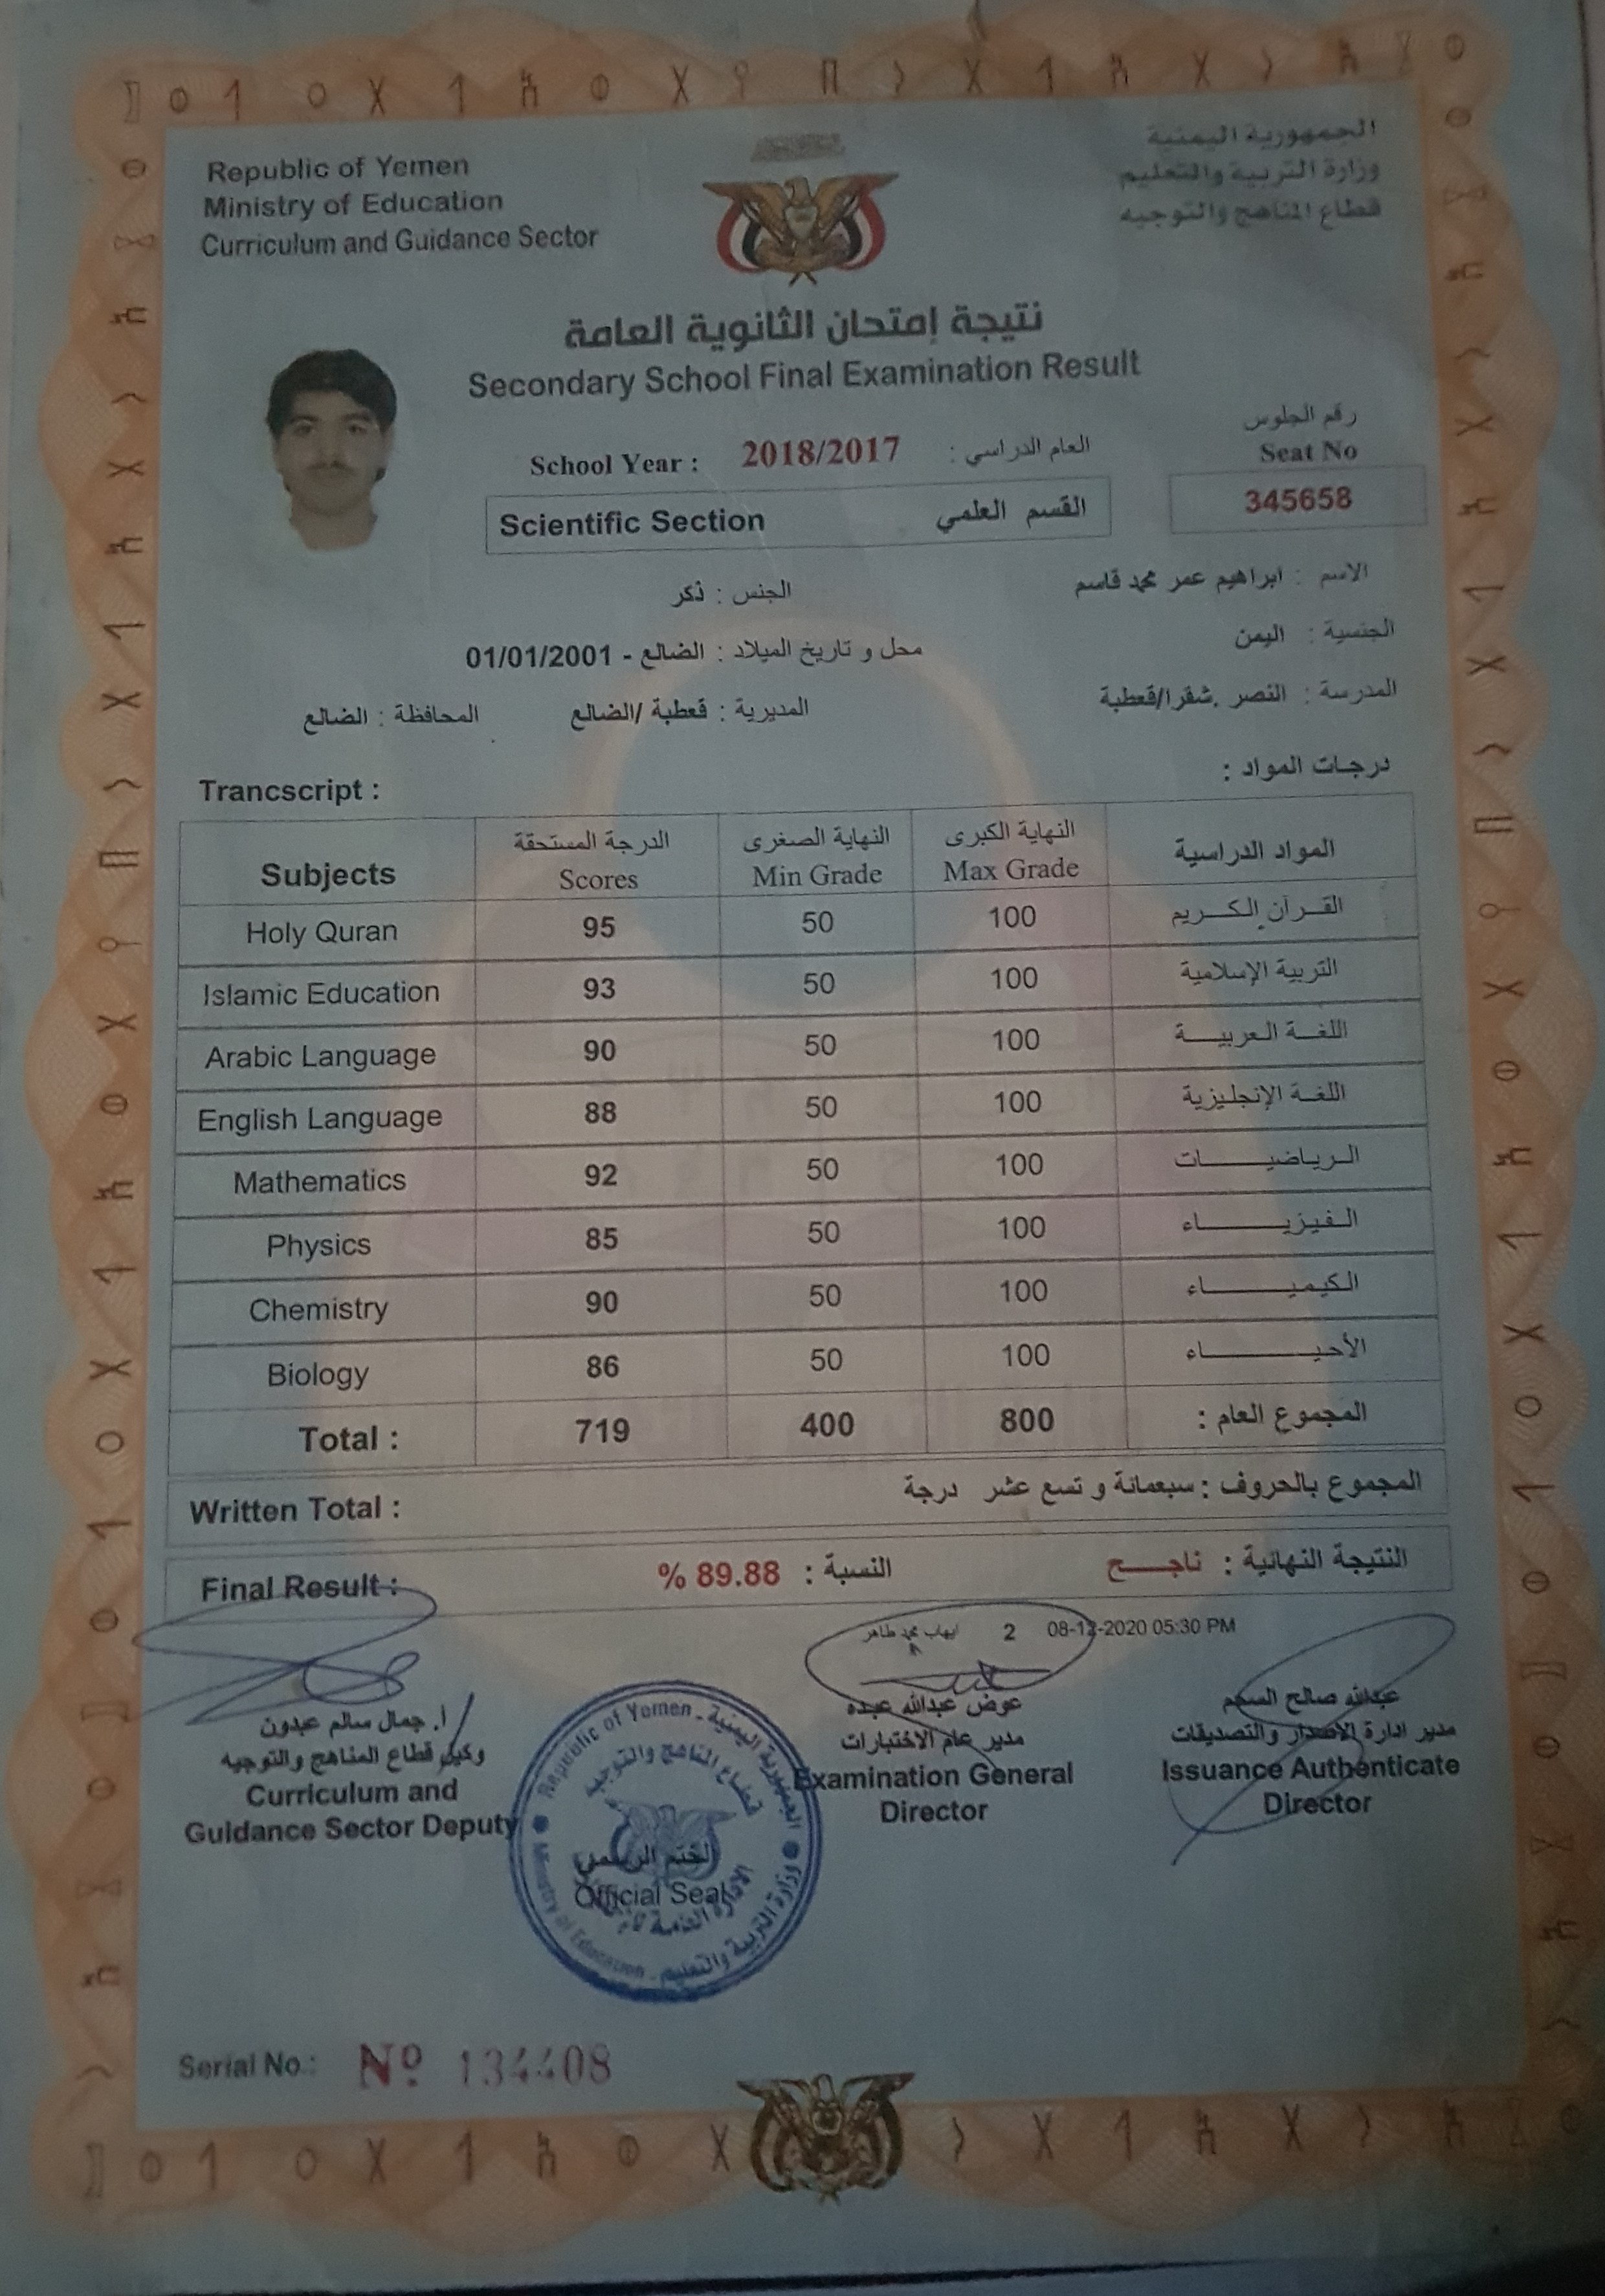 Republic of Yemen
Ministry of Education
Curriculum and Guidance Sector
الجمهورية اليمنية
وزارة التربية والتعليم
قطاع المناهج والتوجيه
نتيجة إمتحان الثانوية العامة
Secondary School Final Examination Result
School Year : 2018/2017 العام الدراسي :
رقم الجلوس
Seat No
345658
Scientific Section القسم العلمي
الاسم : ابراهيم عمر محمد قاسم الجنس : ذكر
الجنسية : اليمن محل و تاريخ الميلاد : الضالع - 01/01/2001
المدرسة : النصر .شقرا/قعطبة المديرية : قعطبة /الضالع المحافظة : الضالع
Trancscript : درجات المواد :
Subjects الدرجة المستحقة Scores النهاية الصغرى Min Grade النهاية الكبرى Max Grade المواد الدراسية
Holy Quran 95 50 100 القرآن الكريم
Islamic Education 93 50 100 التربية الإسلامية
Arabic Language 90 50 100 اللغة العربية
English Language 88 50 100 اللغة الإنجليزية
Mathematics 92 50 100 الرياضيات
Physics 85 50 100 الفيزياء
Chemistry 90 50 100 الكيمياء
Biology 86 50 100 الأحياء
Total : 719 400 800 المجموع العام :
Written Total : المجموع بالحروف : سبعمائة و تسع عشر درجة
Final Result : النتيجة النهائية : ناجح النسبة : 89.88 %
ايهاب محمد طاهر 2 08-12-2020 05:30 PM
أ. جمال سالم عبدون
وكيل قطاع المناهج والتوجيه
Curriculum and
Guidance Sector Deputy
عوض عبدالله عبده
مدير عام الاختبارات
Examination General
Director
عبدالله صالح
مدير ادارة الاصدار والتصديقات
Issuance Authenticate
Director
Republic of Yemen - الجمهورية اليمنية
قطاع المناهج والتوجيه
الختم الرسمي
Official Seal
الادارة العامة
Ministry of Education - وزارة التربية والتعليم
Serial No.: Nº 134408